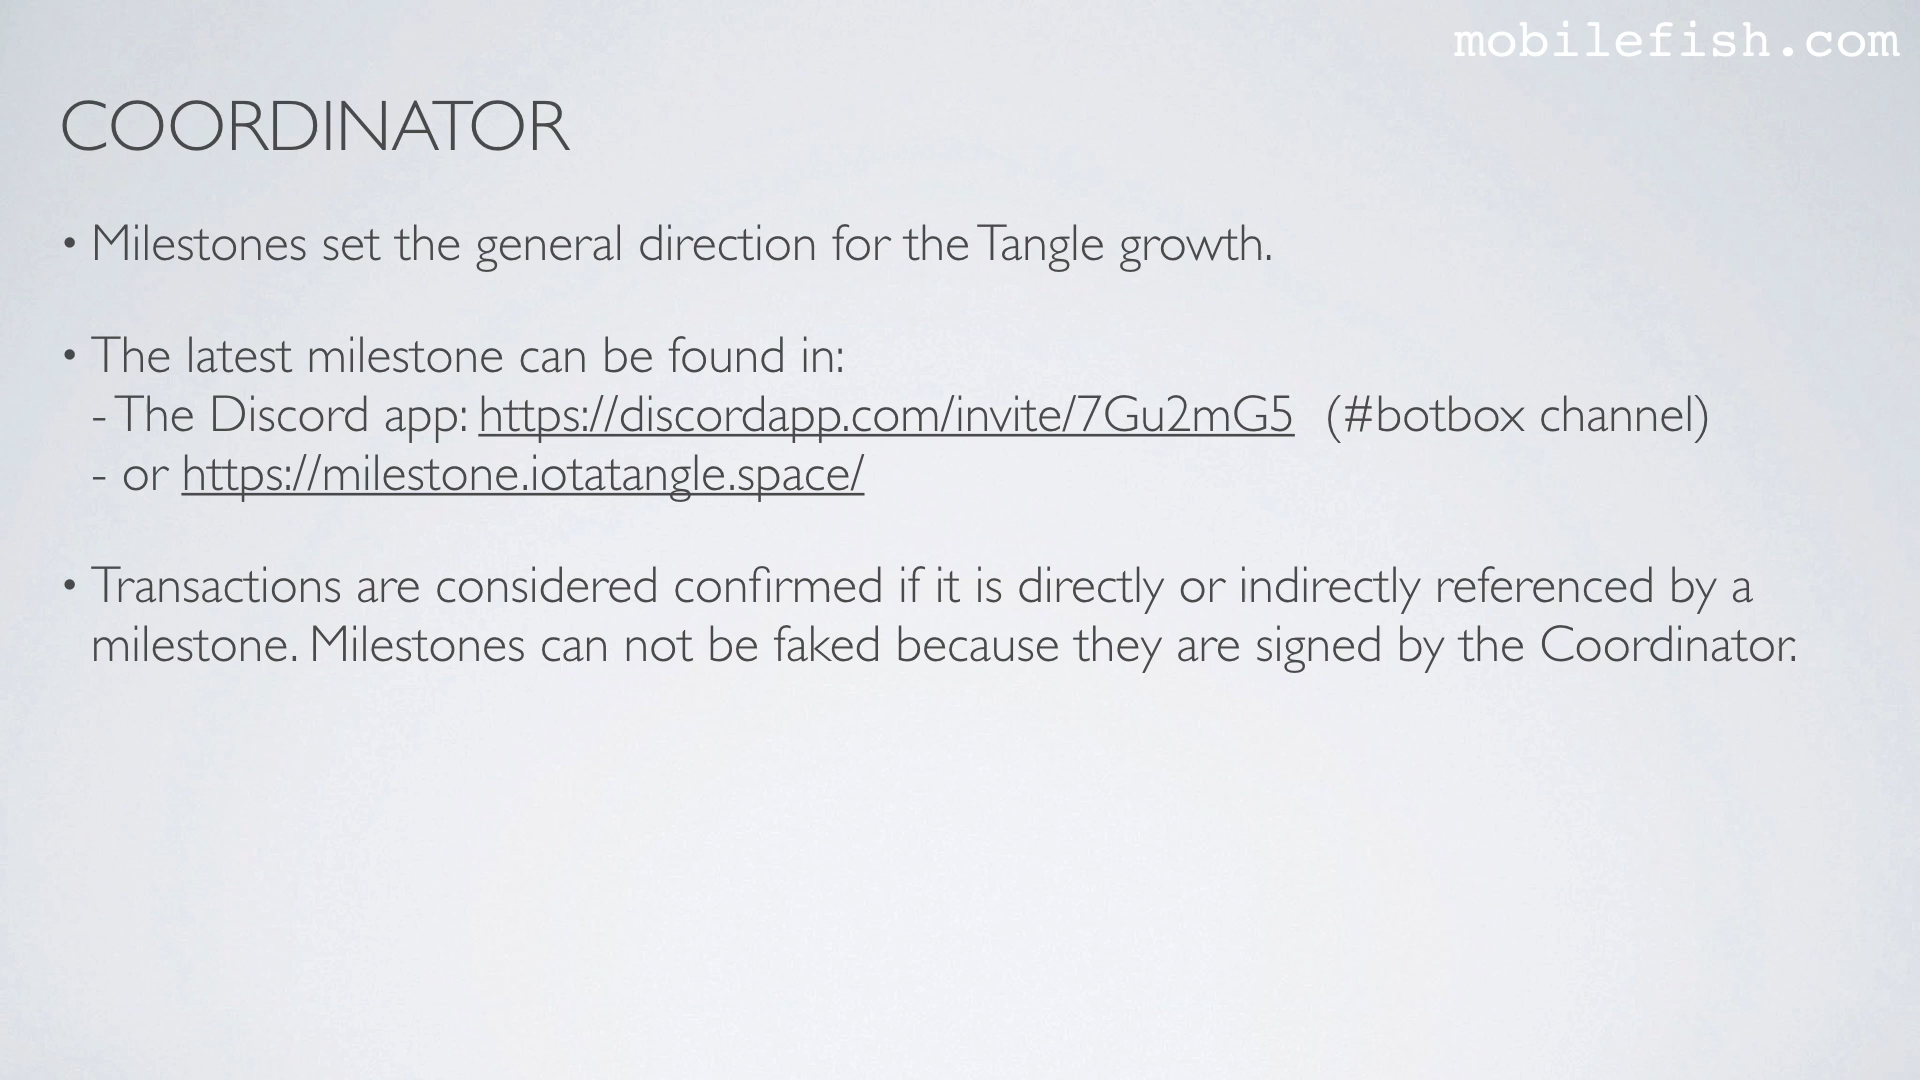 mobilefish.com
COORDINATOR
• Milestones set the general direction for the Tangle growth.
• The latest milestone can be found in:
- The Discord app: https://discordapp.com/invite/7Gu2mG5 (#botbox channel)
- or https://milestone.iotatangle.space/
• Transactions are considered confirmed if it is directly or indirectly referenced by a
milestone. Milestones can not be faked because they are signed by the Coordinator.